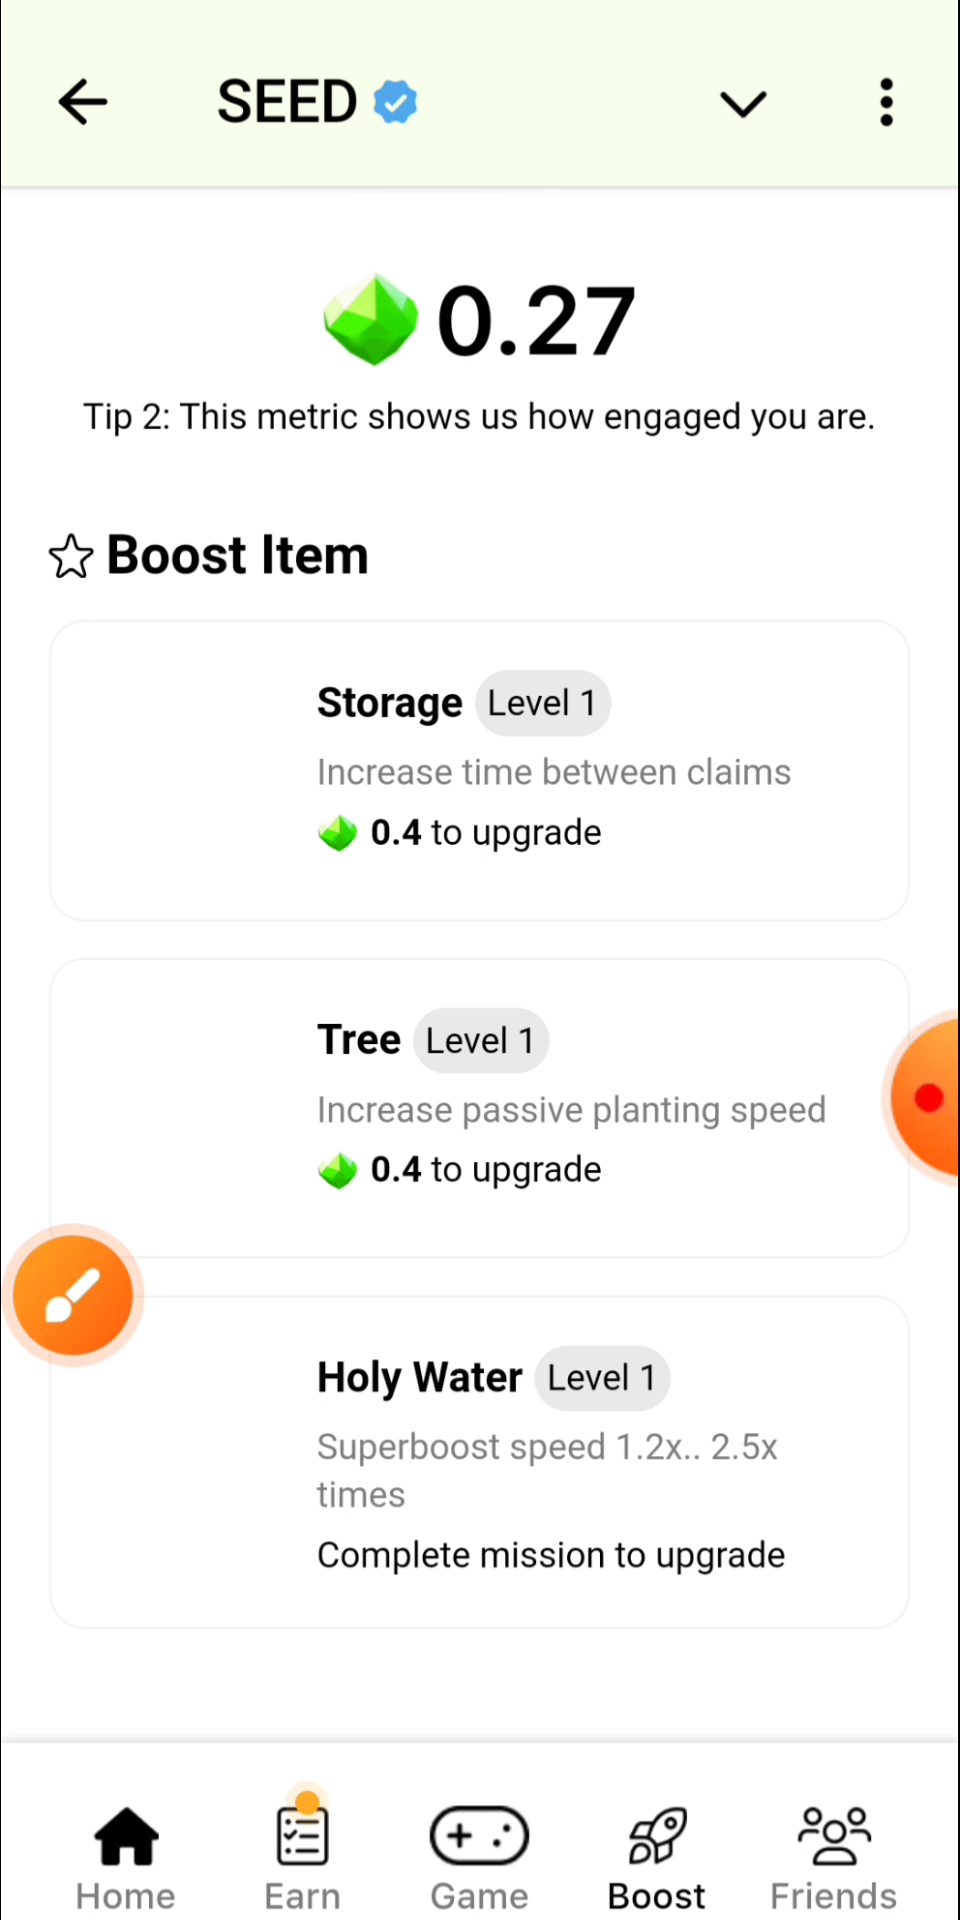 SEED
0.27
Tip 2: This metric shows us how engaged you are.
Boost Item
Storage Level 1
Increase time between claims
0.4 to upgrade
Tree Level 1
Increase passive planting speed
0.4 to upgrade
Holy Water Level 1
Superboost speed 1.2x.. 2.5x
times
Complete mission to upgrade
Home Earn Game Boost Friends